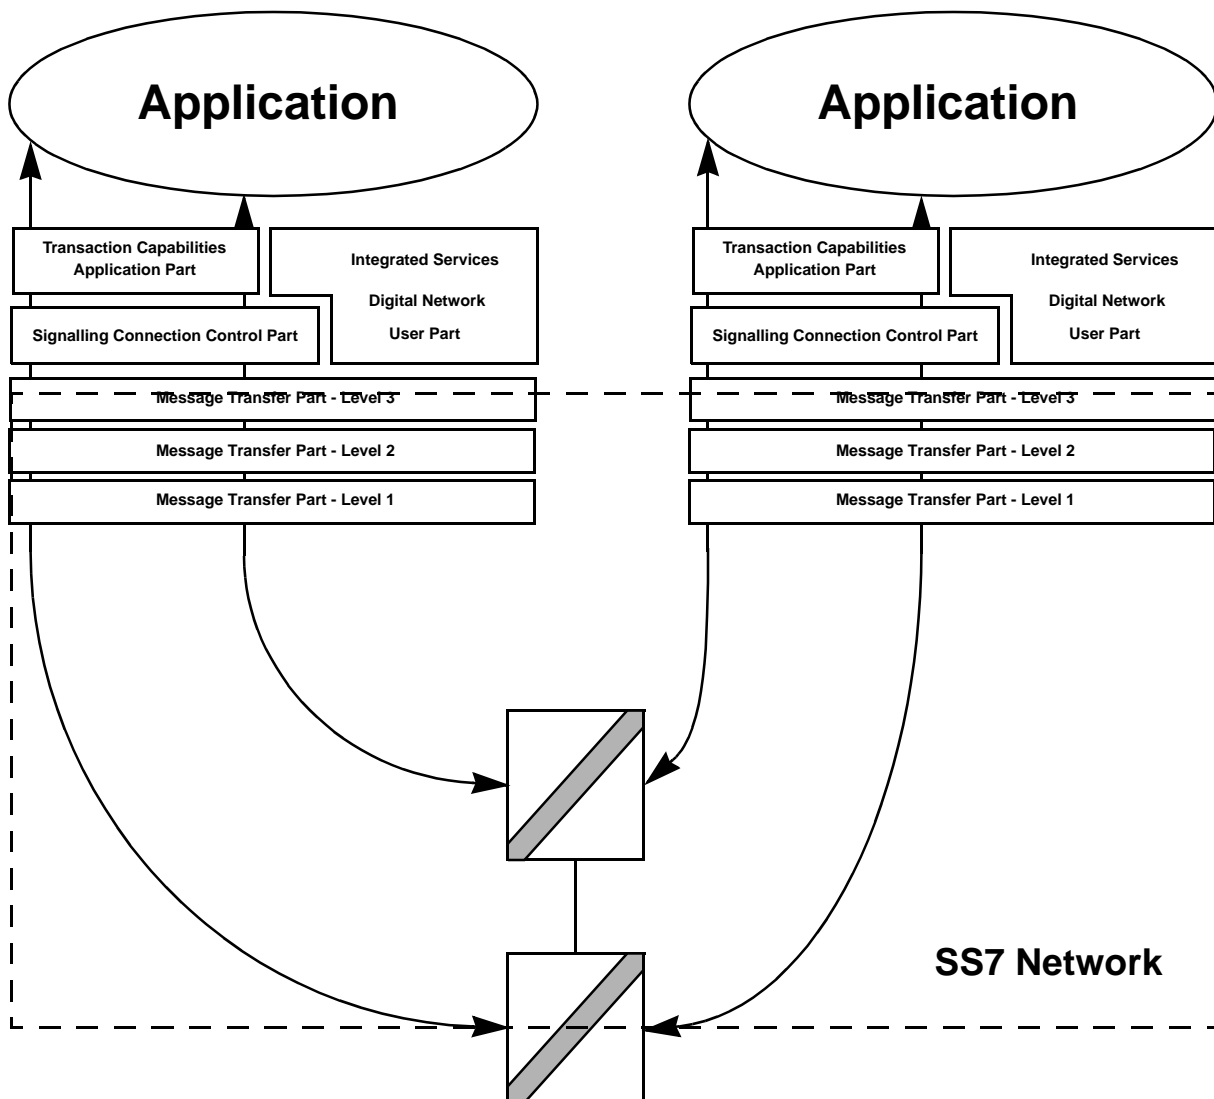 Application
Transaction Capabilities
Application Part
Integrated Services
Digital Network
User Part
Signalling Connection Control Part
Message Transfer Part - Level 3
Message Transfer Part - Level 2
Message Transfer Part - Level 1
Application
Transaction Capabilities
Application Part
Integrated Services
Digital Network
User Part
Signalling Connection Control Part
Message Transfer Part - Level 3
Message Transfer Part - Level 2
Message Transfer Part - Level 1
SS7 Network